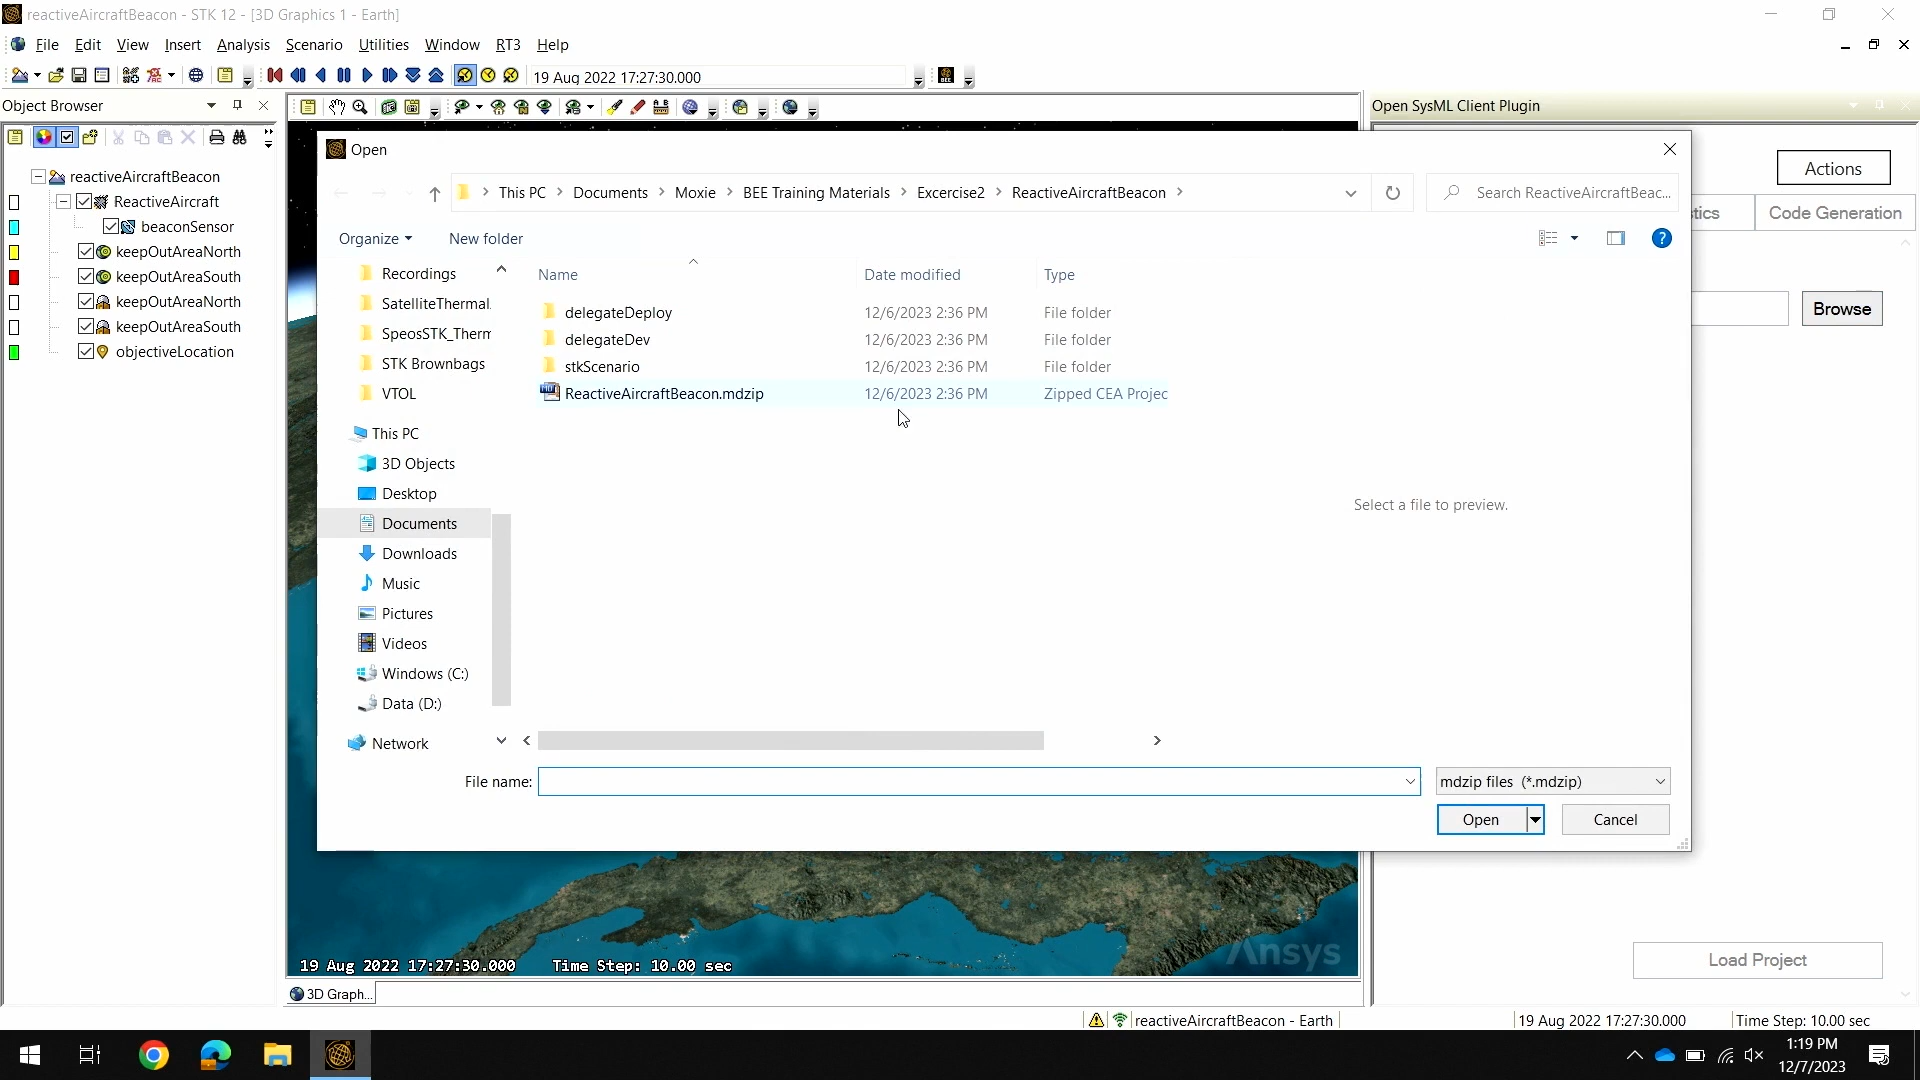 reactiveAircraftBeacon - STK 12 - [3D Graphics 1 - Earth]
File Edit View Insert Analysis Scenario Utilities Window RT3 Help
19 Aug 2022 17:27:30.000
Object Browser
Open SysML Client Plugin
reactiveAircraftBeacon
ReactiveAircraft
beaconSensor
keepOutAreaNorth
keepOutAreaSouth
keepOutAreaNorth
keepOutAreaSouth
objectiveLocation
Open
This PC > Documents > Moxie > BEE Training Materials > Excercise2 > ReactiveAircraftBeacon >
Search ReactiveAircraftBeac...
Organize
New folder
Recordings
SatelliteThermal.
SpeosSTK_Therm
STK Brownbags
VTOL
This PC
3D Objects
Desktop
Documents
Downloads
Music
Pictures
Videos
Windows (C:)
Data (D:)
Network
Name Date modified Type
delegateDeploy 12/6/2023 2:36 PM File folder
delegateDev 12/6/2023 2:36 PM File folder
stkScenario 12/6/2023 2:36 PM File folder
ReactiveAircraftBeacon.mdzip 12/6/2023 2:36 PM Zipped CEA Projec
Select a file to preview.
File name:
mdzip files (*.mdzip)
Open
Cancel
Actions
tics
Code Generation
Browse
Load Project
Ansys
19 Aug 2022 17:27:30.000 Time Step: 10.00 sec
3D Graph...
reactiveAircraftBeacon - Earth
19 Aug 2022 17:27:30.000
Time Step: 10.00 sec
1:19 PM
12/7/2023